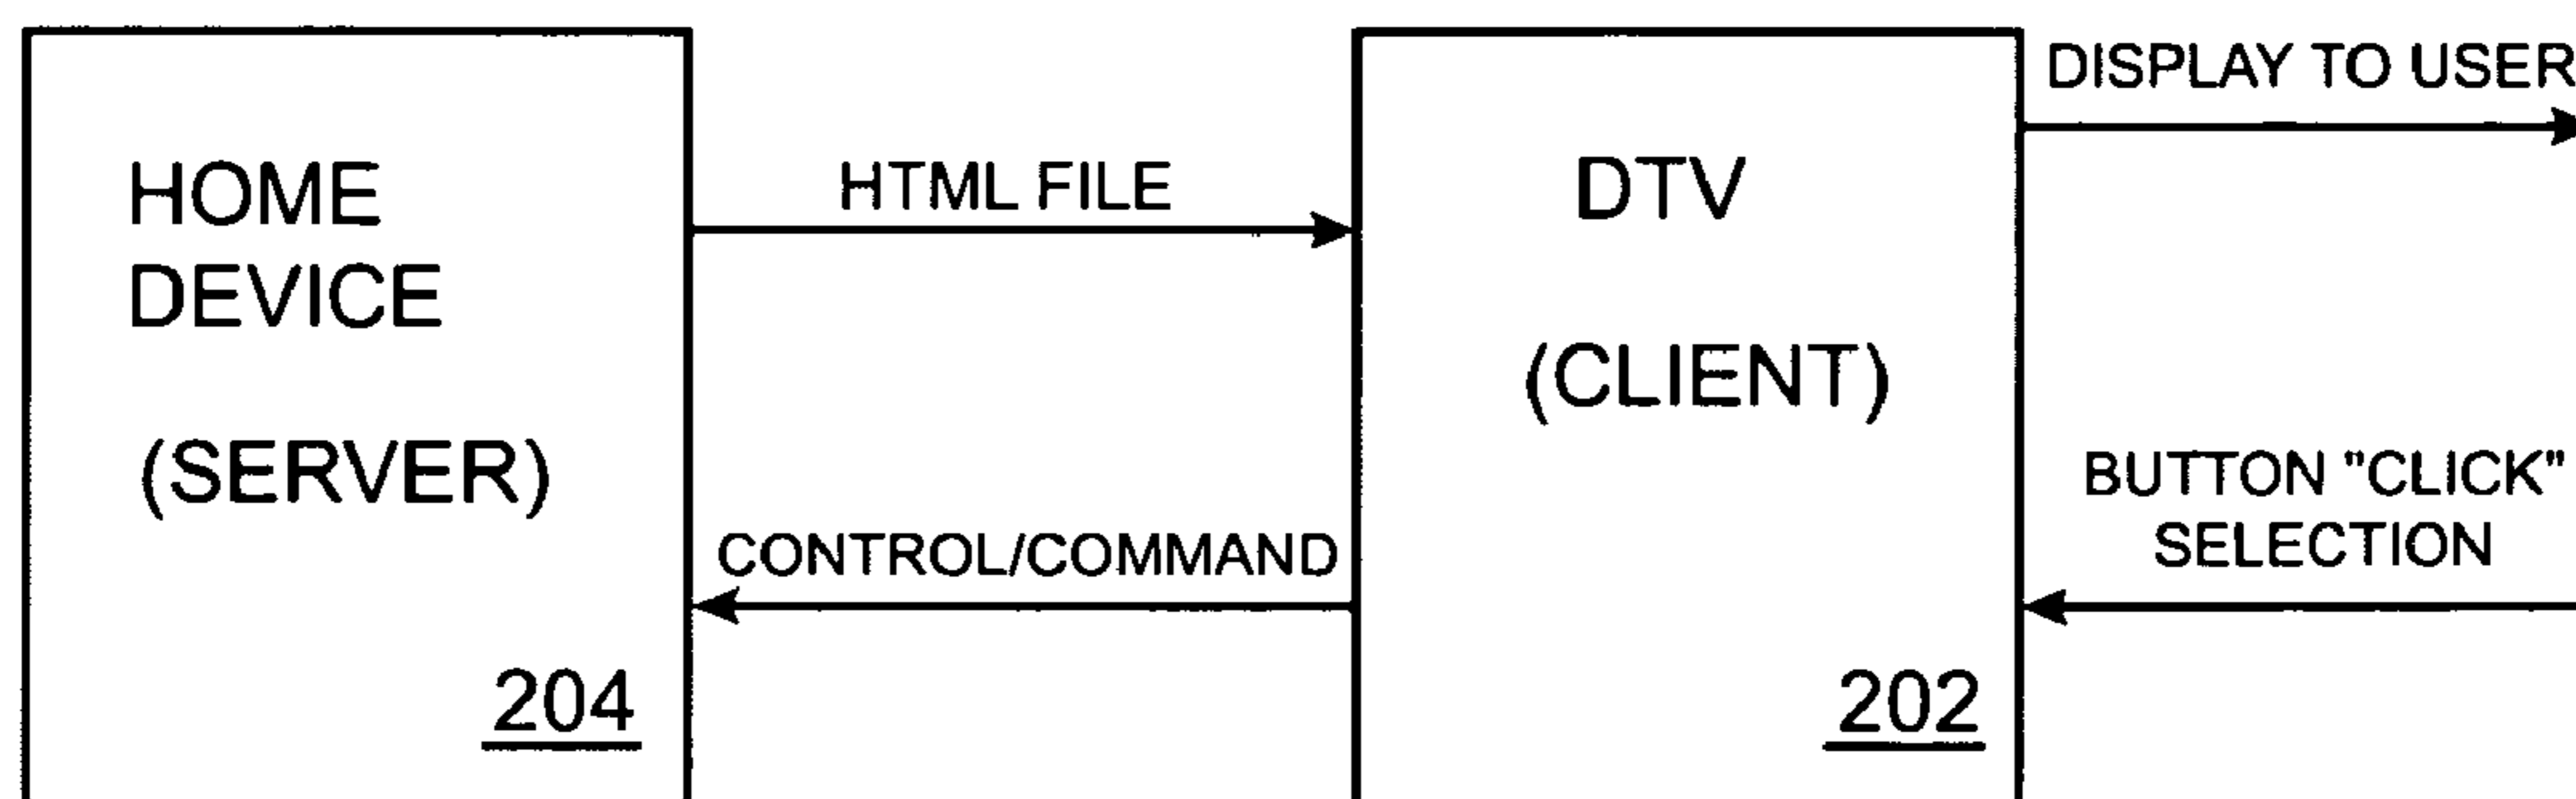 HOME
DEVICE
(SERVER)
204
HTML FILE
CONTROL/COMMAND
DTV
(CLIENT)
202
DISPLAY TO USER
BUTTON "CLICK"
SELECTION